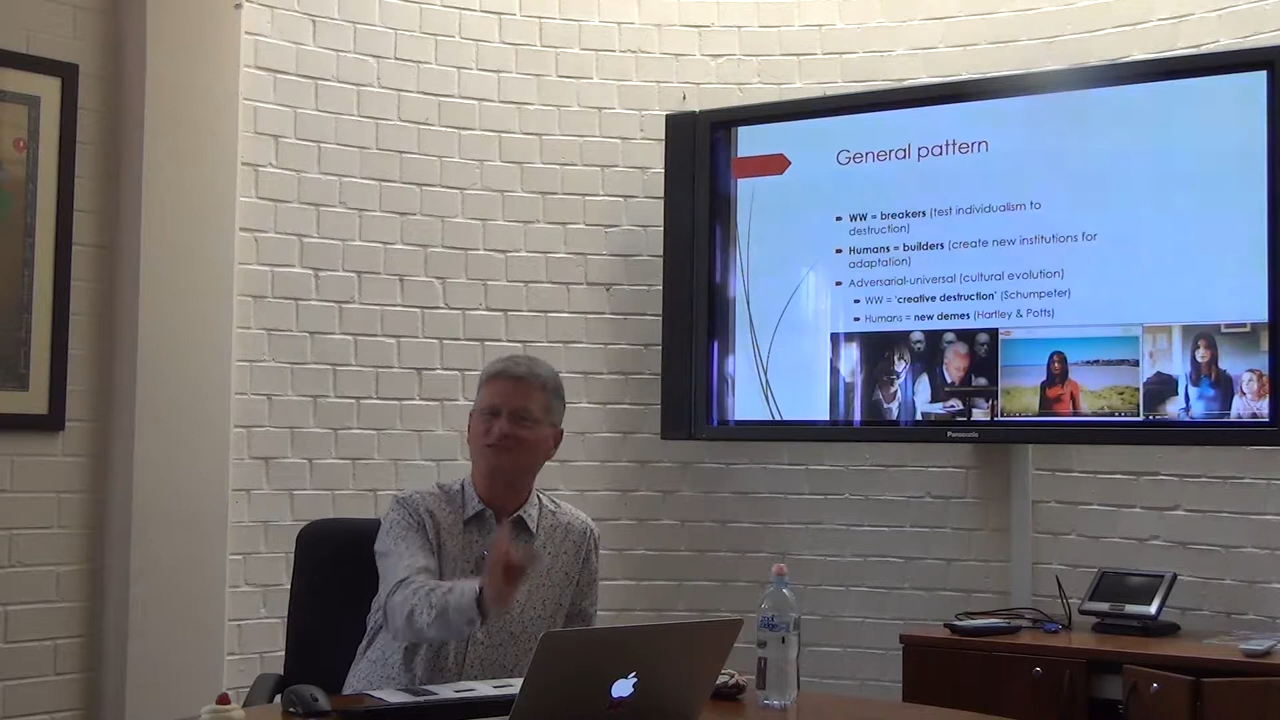 General pattern
WW = breakers (test individualism to
destruction)
Humans = builders (create new institutions for
adaptation)
Adversarial-universal (cultural evolution)
WW = 'creative destruction' (Schumpeter)
Humans = new demes (Hartley & Potts)
Panasonic